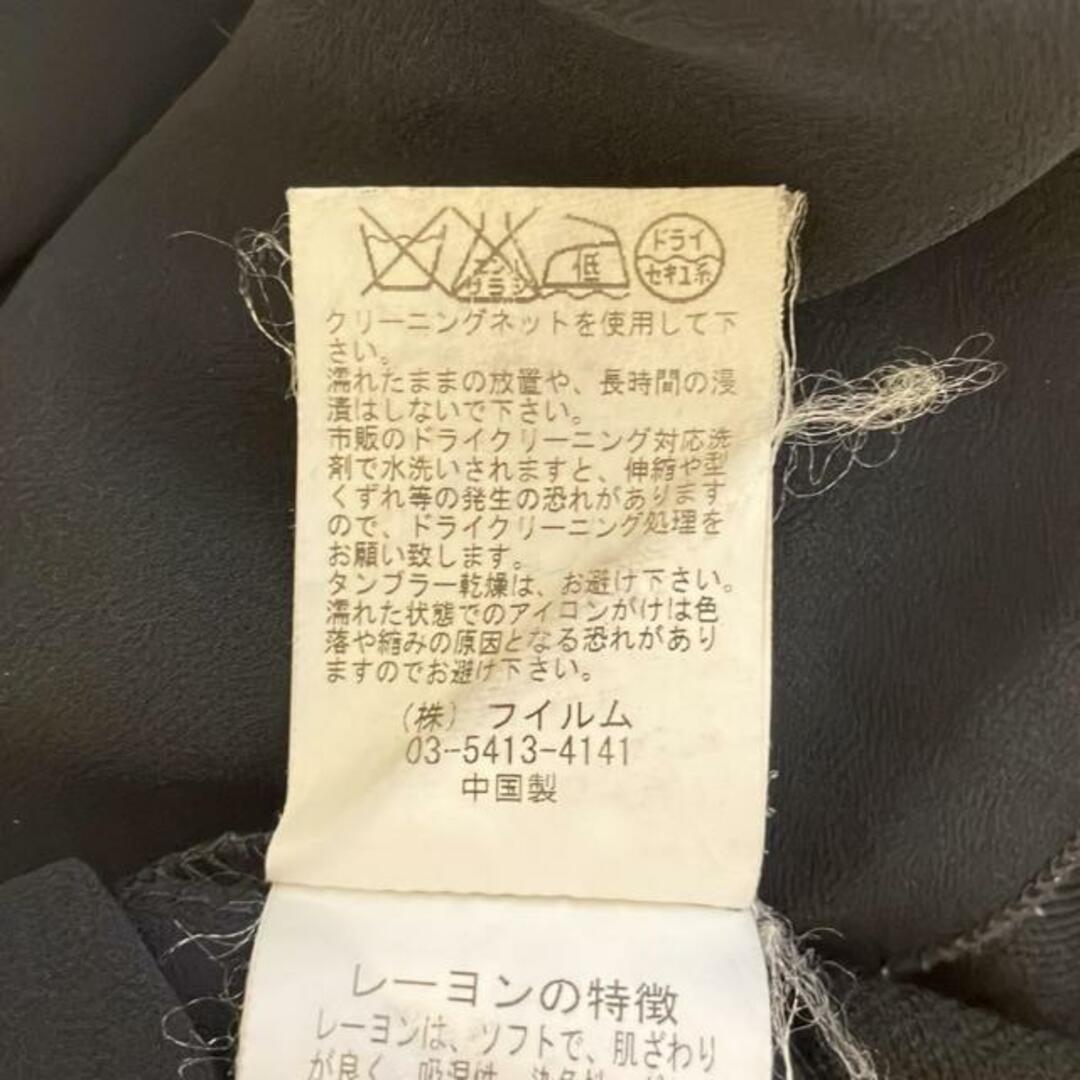 エンソ
サラシ
低
ドライ
セキユ系
クリーニングネットを使用して下
さい。
濡れたままの放置や、長時間の浸
漬はしないで下さい。
市販のドライクリーニング対応洗
剤で水洗いされますと、伸縮や型
くずれ等の発生の恐れがあります
ので、ドライクリーニング処理を
お願い致します。
タンブラー乾燥は、お避け下さい。
濡れた状態でのアイロンがけは色
落や縮みの原因となる恐れがあり
ますのでお避け下さい。
(株) フイルム
03-5413-4141
中国製
レーヨンの特徴
レーヨンは、ソフトで、肌ざわり
が良く、吸湿性、染色